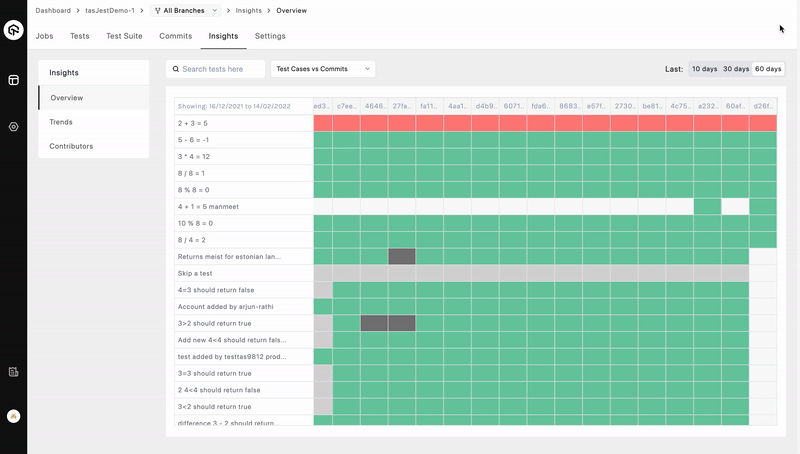 Dashboard > tasJestDemo-1 > All Branches > Insights > Overview
Jobs Tests Test Suite Commits Insights Settings
Insights
Overview
Trends
Contributors
Search tests here
Test Cases vs Commits
Last: 10 days 30 days 60 days
Showing: 16/12/2021 to 14/02/2022 ed3.. c7ee.. 4646.. 27fa.. fa11.. 4aa1.. d4b9.. 6071.. fda6.. 8683.. e57f.. 2730.. be81.. 4c75.. a232.. 60af.. d26f..
2 + 3 = 5
5 - 6 = -1
3 * 4 = 12
8 / 8 = 1
8 % 8 = 0
4 + 1 = 5 manmeet
10 % 8 = 0
8 / 4 = 2
Returns meist for estonian lan...
Skip a test
4=3 should return false
Account added by arjun-rathi
3>2 should return true
Add new 4<4 should return fals...
test added by testtas9812 prod...
3=3 should return true
2 4<4 should return false
3<2 should return true
difference 3 - 2 should return...